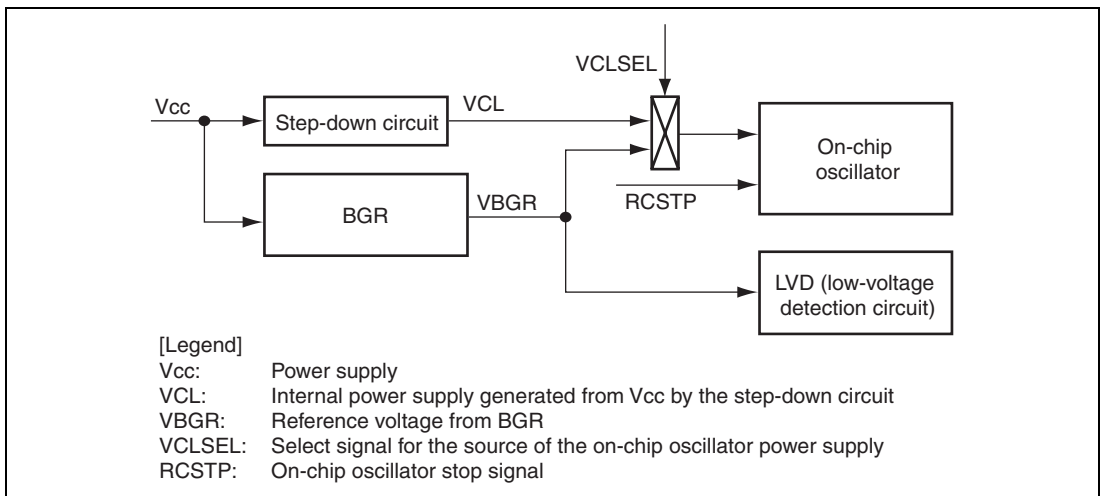 VCLSEL
Vcc
VCL
Step-down circuit
On-chip
oscillator
VBGR
RCSTP
BGR
LVD (low-voltage
detection circuit)
[Legend]
Vcc: Power supply
VCL: Internal power supply generated from Vcc by the step-down circuit
VBGR: Reference voltage from BGR
VCLSEL: Select signal for the source of the on-chip oscillator power supply
RCSTP: On-chip oscillator stop signal